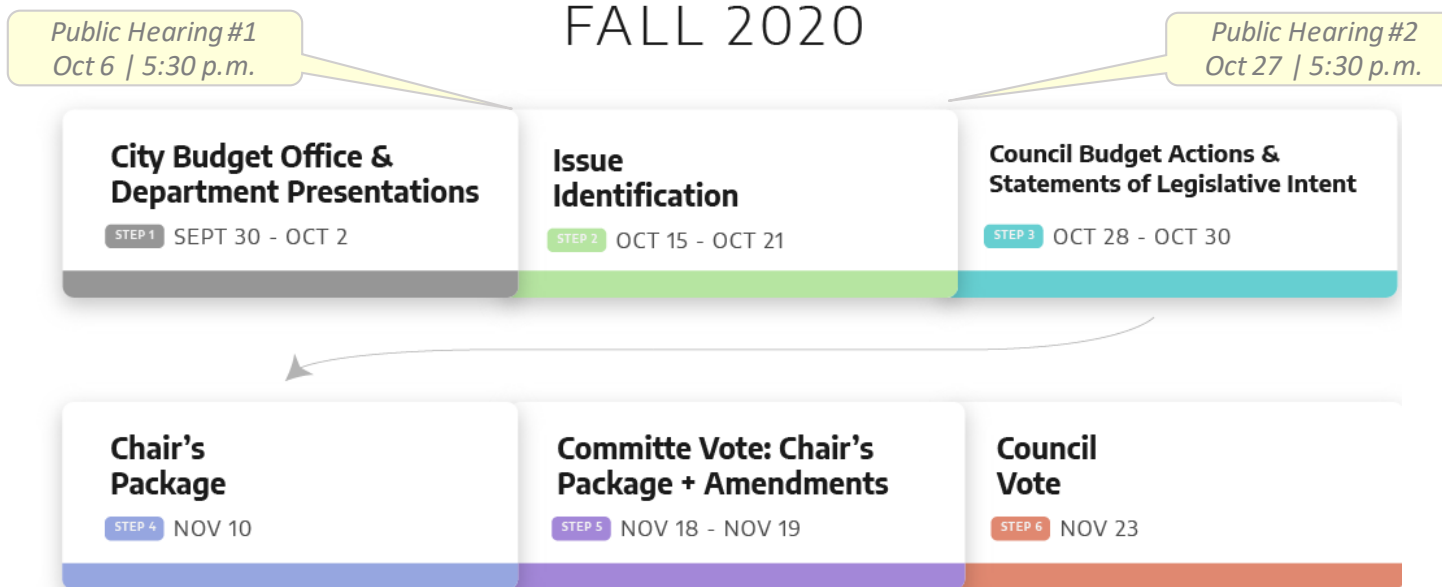 FALL 2020
Public Hearing #1
Oct 6 | 5:30 p.m.
Public Hearing #2
Oct 27 | 5:30 p.m.
City Budget Office &
Department Presentations
STEP 1 SEPT 30 - OCT 2
Issue
Identification
STEP 2 OCT 15 - OCT 21
Council Budget Actions &
Statements of Legislative Intent
STEP 3 OCT 28 - OCT 30
Chair’s
Package
STEP 4 NOV 10
Committe Vote: Chair’s
Package + Amendments
STEP 5 NOV 18 - NOV 19
Council
Vote
STEP 6 NOV 23